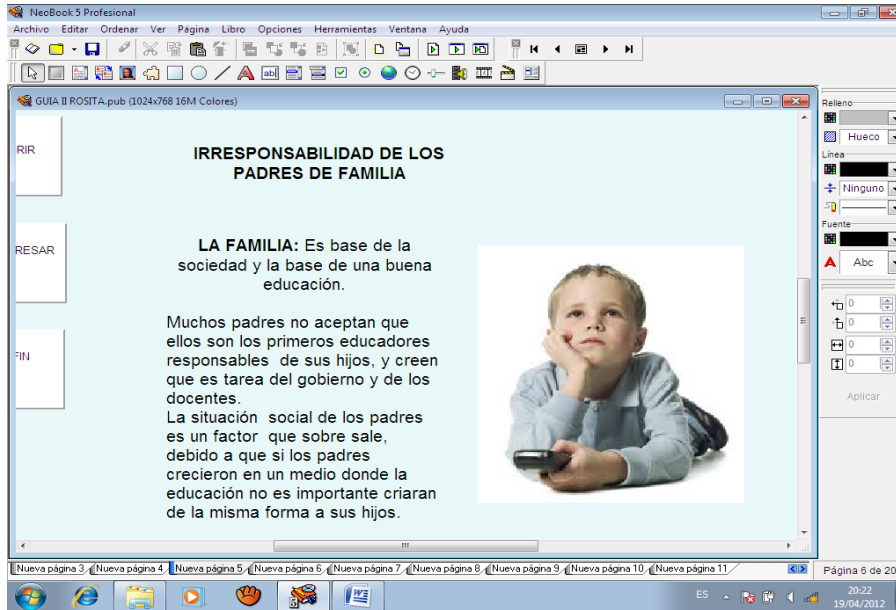 NeoBook 5 Profesional
Archivo Editar Ordenar Ver Página Libro Opciones Herramientas Ventana Ayuda
GUIA II ROSITA.pub (1024x768 16M Colores)
RIR
RESAR
FIN
IRRESPONSABILIDAD DE LOS
PADRES DE FAMILIA
LA FAMILIA: Es base de la
sociedad y la base de una buena
educación.
Muchos padres no aceptan que
ellos son los primeros educadores
responsables de sus hijos, y creen
que es tarea del gobierno y de los
docentes.
La situación social de los padres
es un factor que sobre sale,
debido a que si los padres
crecieron en un medio donde la
educación no es importante criaran
de la misma forma a sus hijos.
Relleno
Hueco
Línea
Ninguno
Fuente
A Abc
0
0
0
0
Aplicar
Nueva página 3 Nueva página 4 Nueva página 5 Nueva página 6 Nueva página 7 Nueva página 8 Nueva página 9 Nueva página 10 Nueva página 11
Página 6 de 20
ES
20:22
19/04/2012